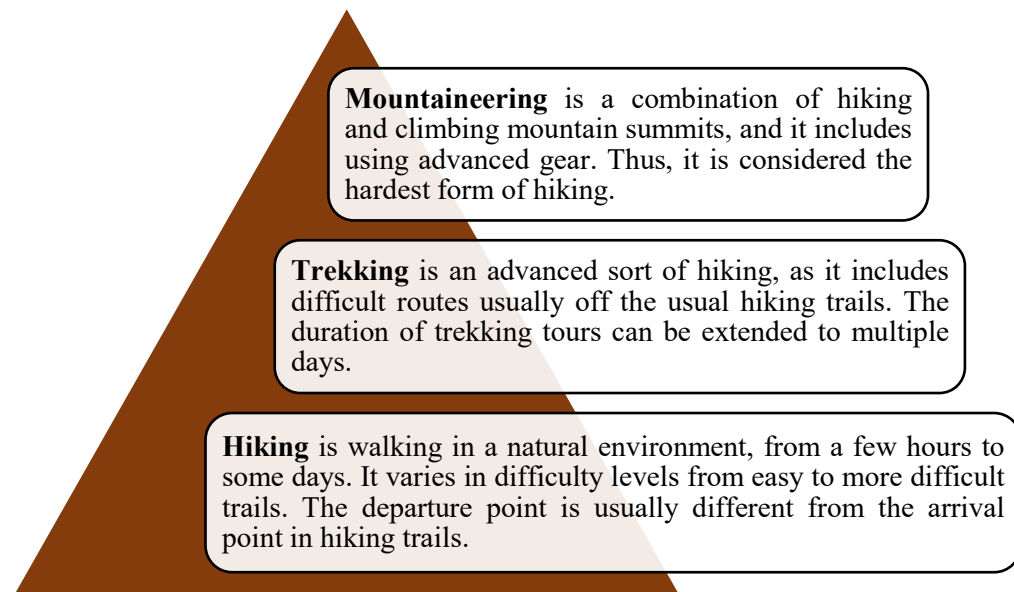 Mountaineering is a combination of hiking
and climbing mountain summits, and it includes
using advanced gear. Thus, it is considered the
hardest form of hiking.
Trekking is an advanced sort of hiking, as it includes
difficult routes usually off the usual hiking trails. The
duration of trekking tours can be extended to multiple
days.
Hiking is walking in a natural environment, from a few hours to
some days. It varies in difficulty levels from easy to more difficult
trails. The departure point is usually different from the arrival
point in hiking trails.